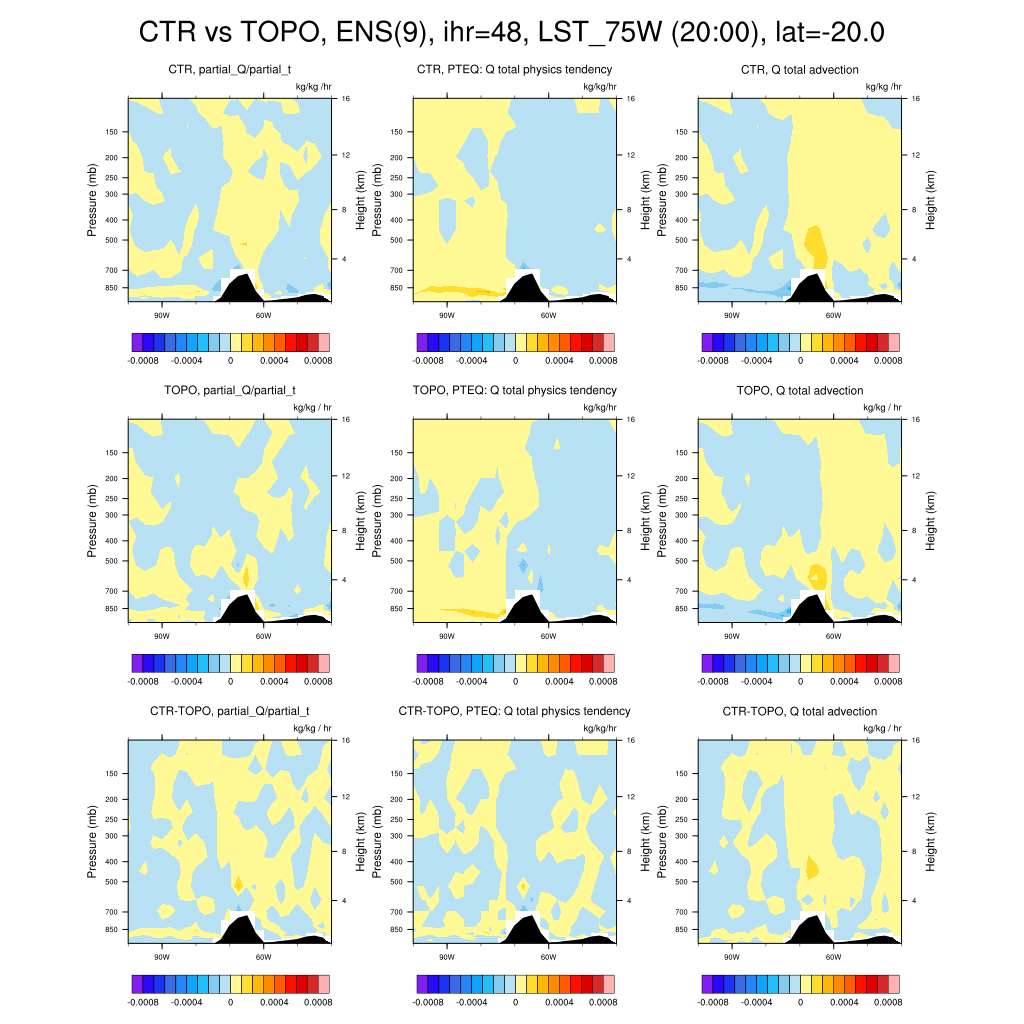 CTR vs TOPO, ENS(9), ihr=48, LST_75W (20:00), lat=-20.0
CTR, partial_Q/partial_t
kg/kg /hr
Pressure (mb)
150
200
250
300
400
500
700
850
16
12
8
4
Height (km)
90W
60W
-0.0008
-0.0004
0
0.0004
0.0008
CTR, PTEQ: Q total physics tendency
kg/kg/hr
Pressure (mb)
150
200
250
300
400
500
700
850
16
12
8
4
Height (km)
90W
60W
-0.0008
-0.0004
0
0.0004
0.0008
CTR, Q total advection
kg/kg/hr
Pressure (mb)
150
200
250
300
400
500
700
850
16
12
8
4
Height (km)
90W
60W
-0.0008
-0.0004
0
0.0004
0.0008
TOPO, partial_Q/partial_t
kg/kg / hr
Pressure (mb)
150
200
250
300
400
500
700
850
16
12
8
4
Height (km)
90W
60W
-0.0008
-0.0004
0
0.0004
0.0008
TOPO, PTEQ: Q total physics tendency
kg/kg/hr
Pressure (mb)
150
200
250
300
400
500
700
850
16
12
8
4
Height (km)
90W
60W
-0.0008
-0.0004
0
0.0004
0.0008
TOPO, Q total advection
kg/kg / hr
Pressure (mb)
150
200
250
300
400
500
700
850
16
12
8
4
Height (km)
90W
60W
-0.0008
-0.0004
0
0.0004
0.0008
CTR-TOPO, partial_Q/partial_t
kg/kg / hr
Pressure (mb)
150
200
250
300
400
500
700
850
16
12
8
4
Height (km)
90W
60W
-0.0008
-0.0004
0
0.0004
0.0008
CTR-TOPO, PTEQ: Q total physics tendency
kg/kg/hr
Pressure (mb)
150
200
250
300
400
500
700
850
16
12
8
4
Height (km)
90W
60W
-0.0008
-0.0004
0
0.0004
0.0008
CTR-TOPO, Q total advection
kg/kg / hr
Pressure (mb)
150
200
250
300
400
500
700
850
16
12
8
4
Height (km)
90W
60W
-0.0008
-0.0004
0
0.0004
0.0008